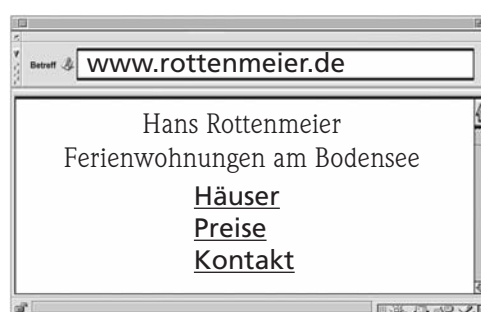 Betreff www.rottenmeier.de
Hans Rottenmeier
Ferienwohnungen am Bodensee
Häuser
Preise
Kontakt